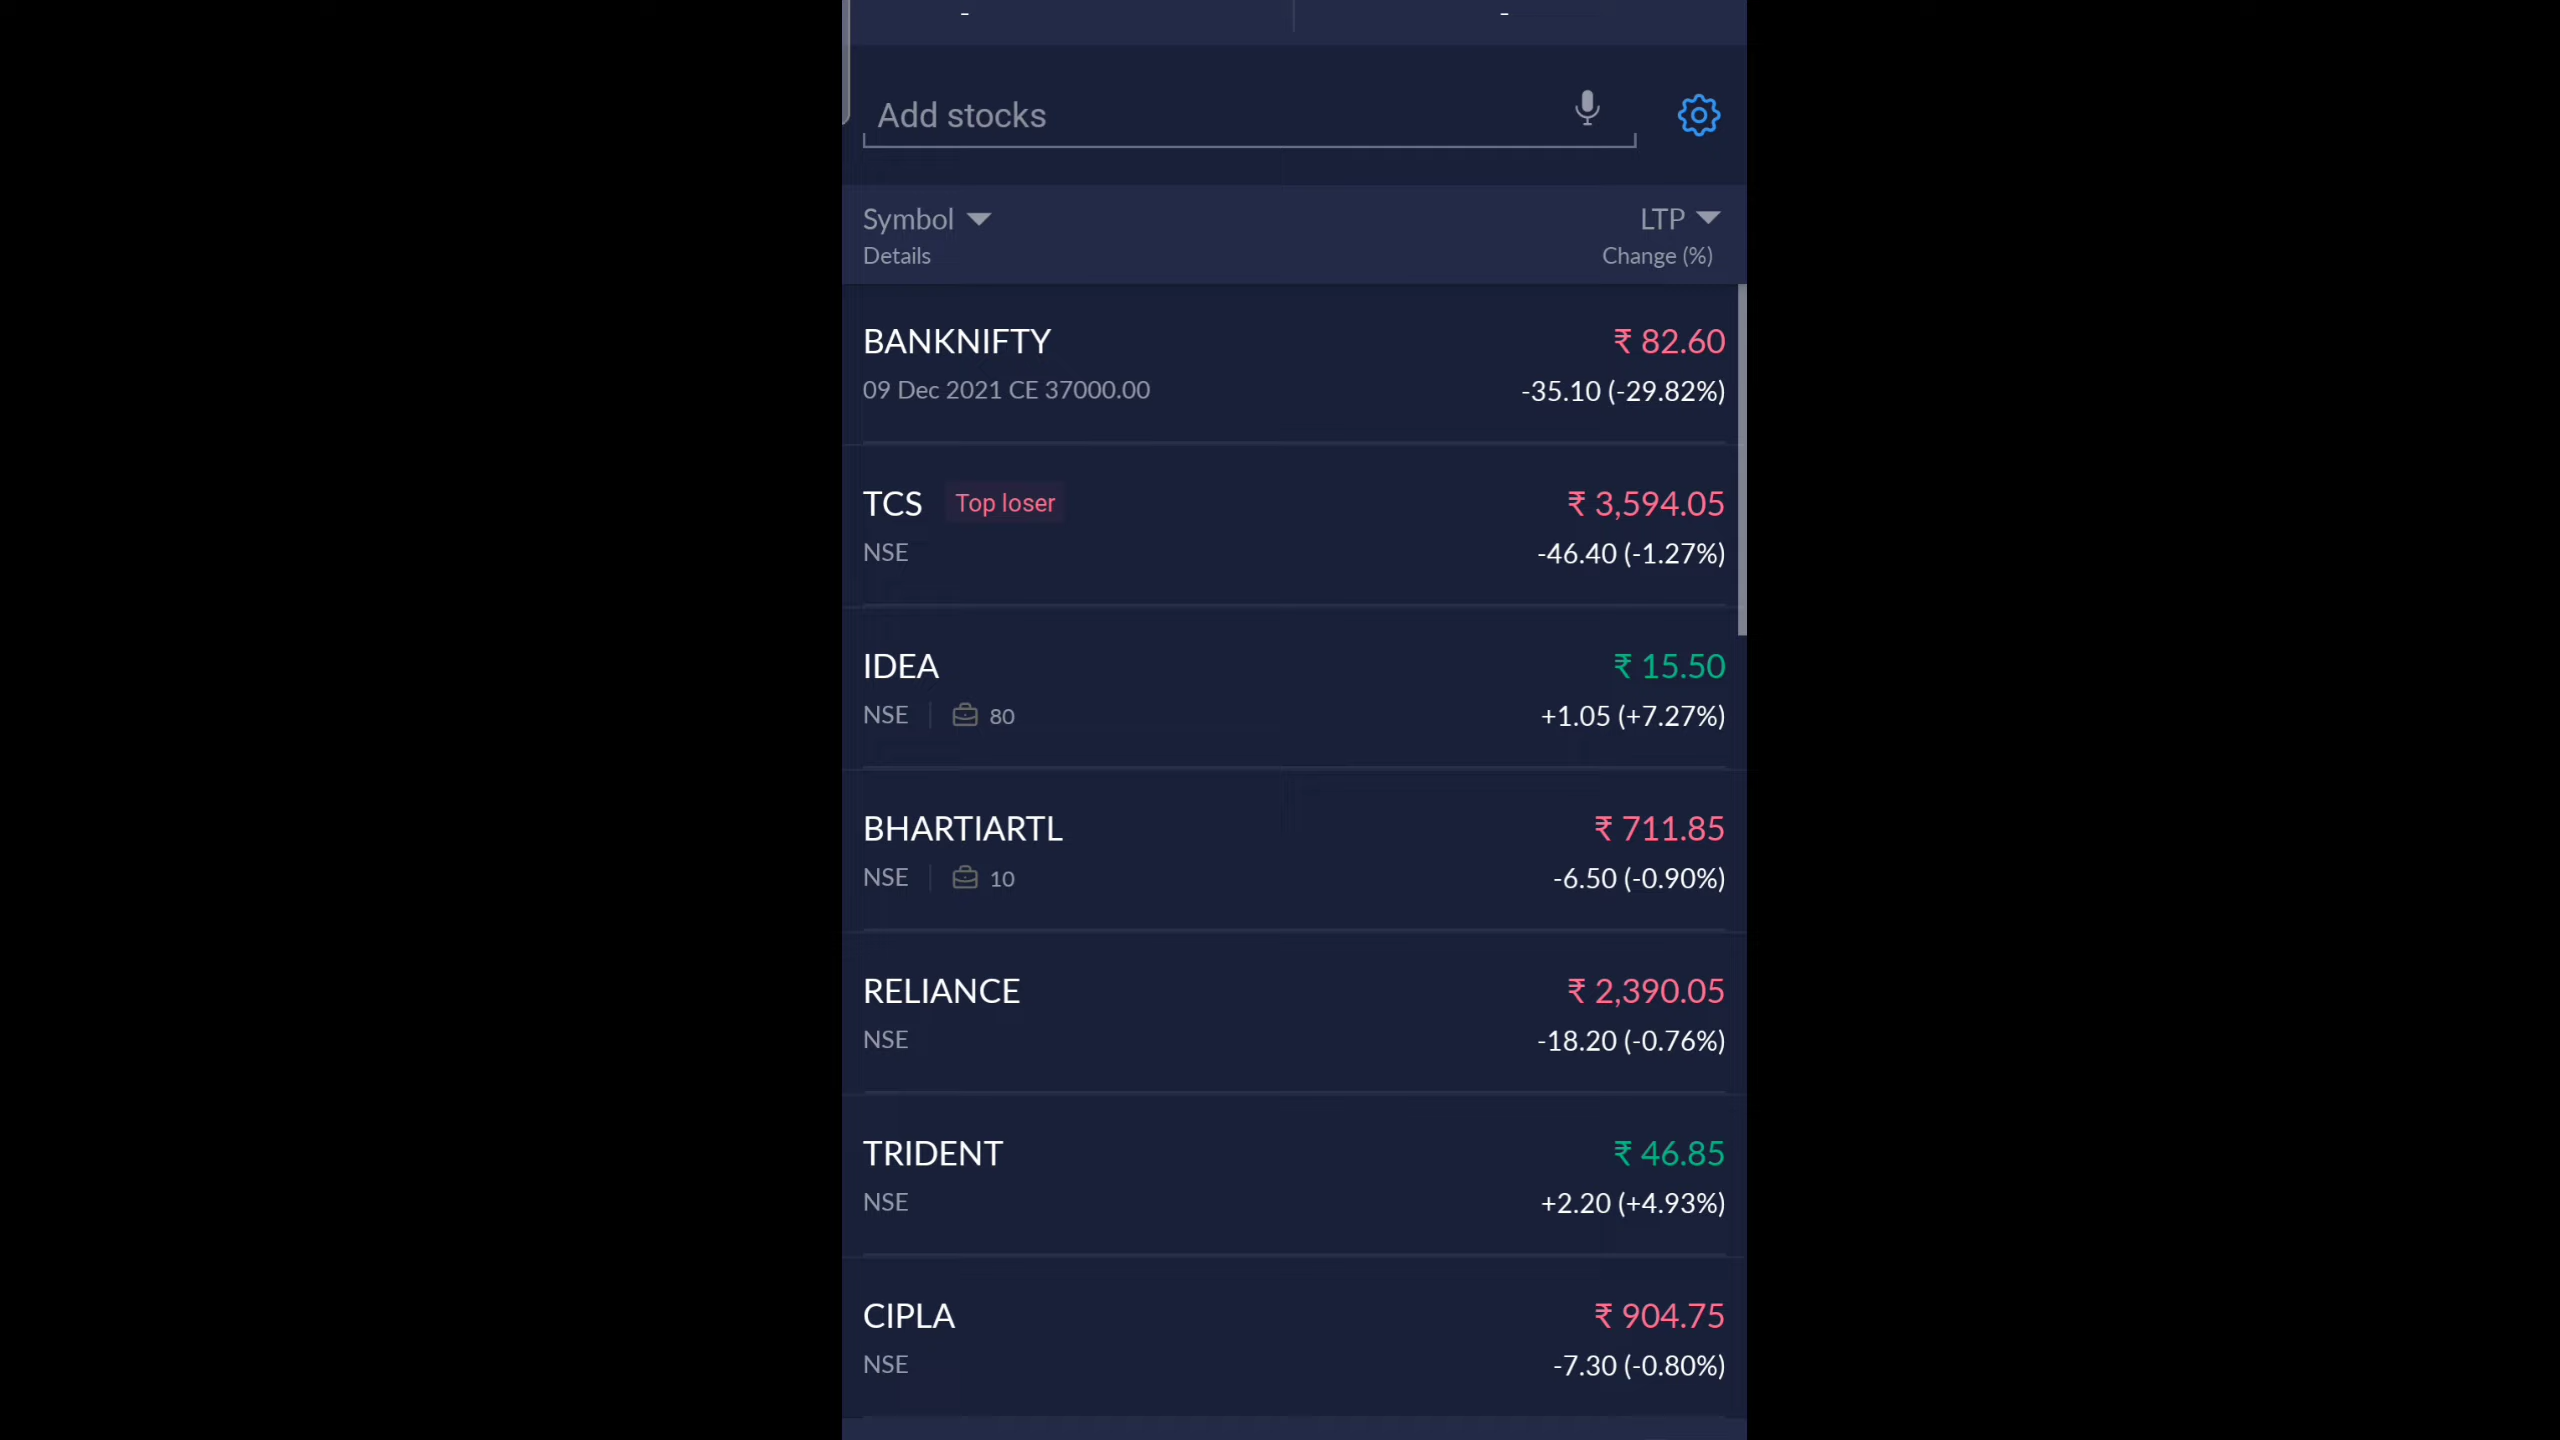 - -
Add stocks
Symbol LTP
Details Change (%)
BANKNIFTY ₹ 82.60
09 Dec 2021 CE 37000.00 -35.10 (-29.82%)
TCS Top loser ₹ 3,594.05
NSE -46.40 (-1.27%)
IDEA ₹ 15.50
NSE 80 +1.05 (+7.27%)
BHARTIARTL ₹ 711.85
NSE 10 -6.50 (-0.90%)
RELIANCE ₹ 2,390.05
NSE -18.20 (-0.76%)
TRIDENT ₹ 46.85
NSE +2.20 (+4.93%)
CIPLA ₹ 904.75
NSE -7.30 (-0.80%)